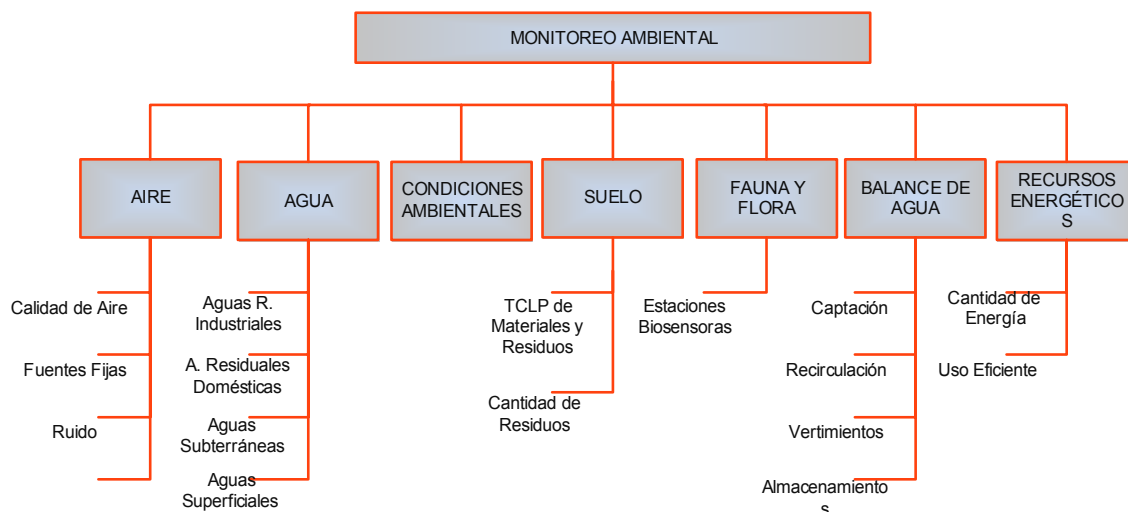 MONITOREO AMBIENTAL
AIRE
AGUA
CONDICIONES
AMBIENTALES
SUELO
FAUNA Y
FLORA
BALANCE DE
AGUA
RECURSOS
ENERGÉTICO
S
Calidad de Aire
Fuentes Fijas
Ruido
Aguas R.
Industriales
A. Residuales
Domésticas
Aguas
Subterráneas
Aguas
Superficiales
TCLP de
Materiales y
Residuos
Cantidad de
Residuos
Estaciones
Biosensoras
Captación
Recirculación
Vertimientos
Almacenamiento
s
Cantidad de
Energía
Uso Eficiente